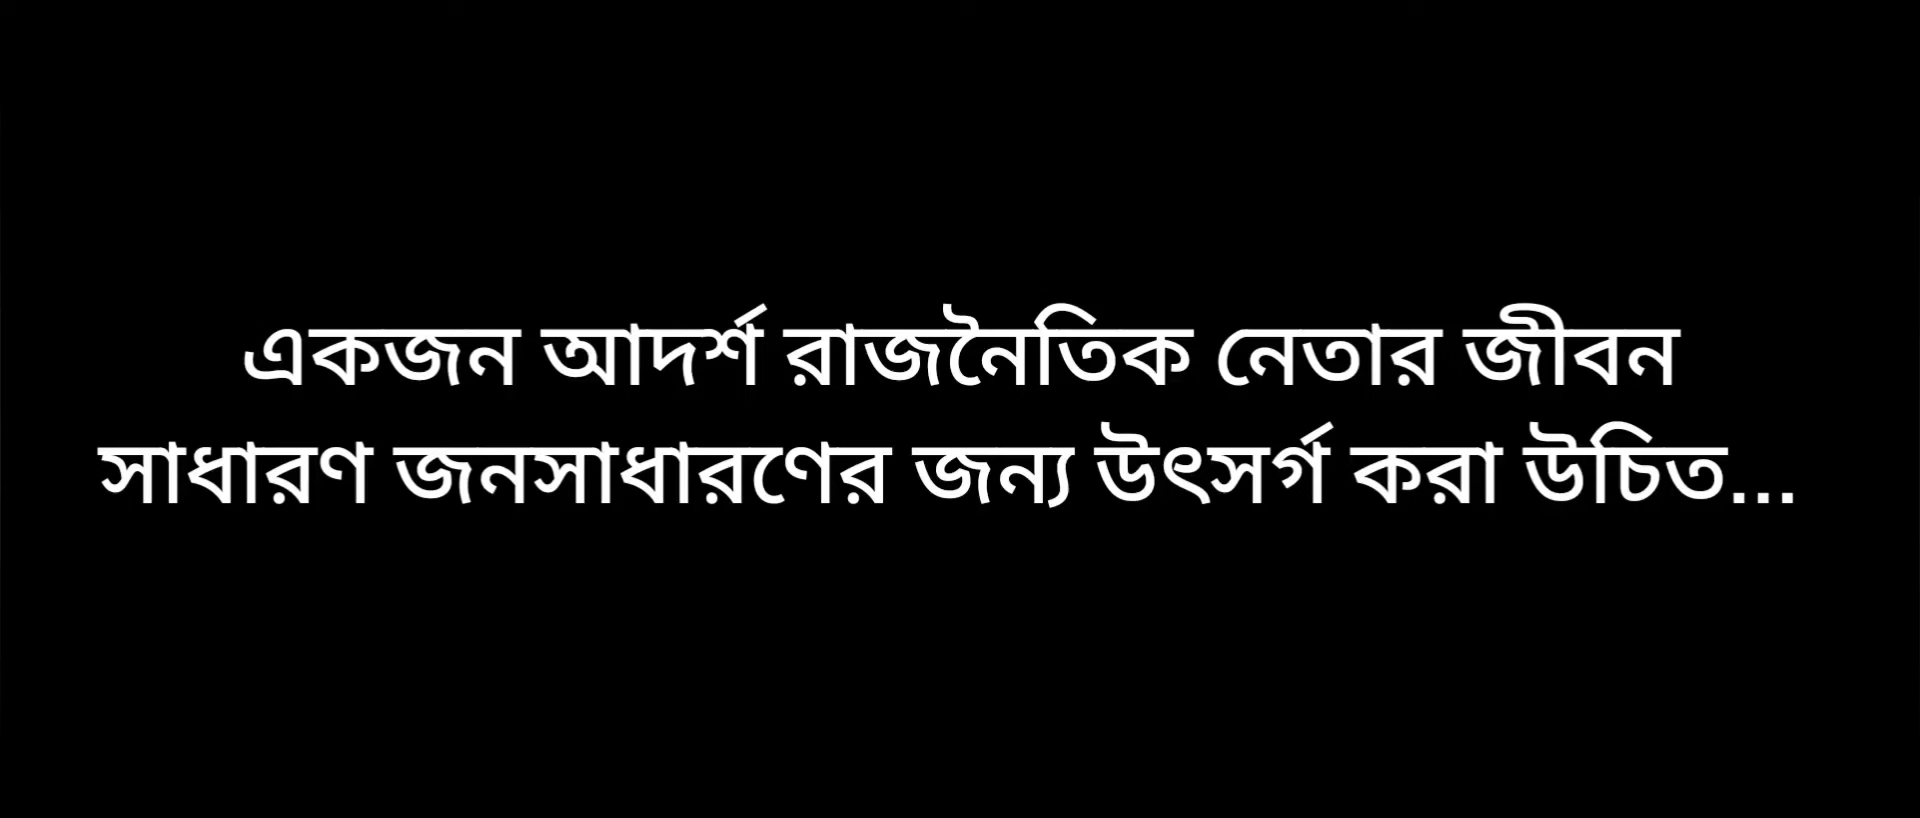 একজন আদর্শ রাজনৈতিক নেতার জীবন
সাধারণ জনসাধারণের জন্য উৎসর্গ করা উচিত...